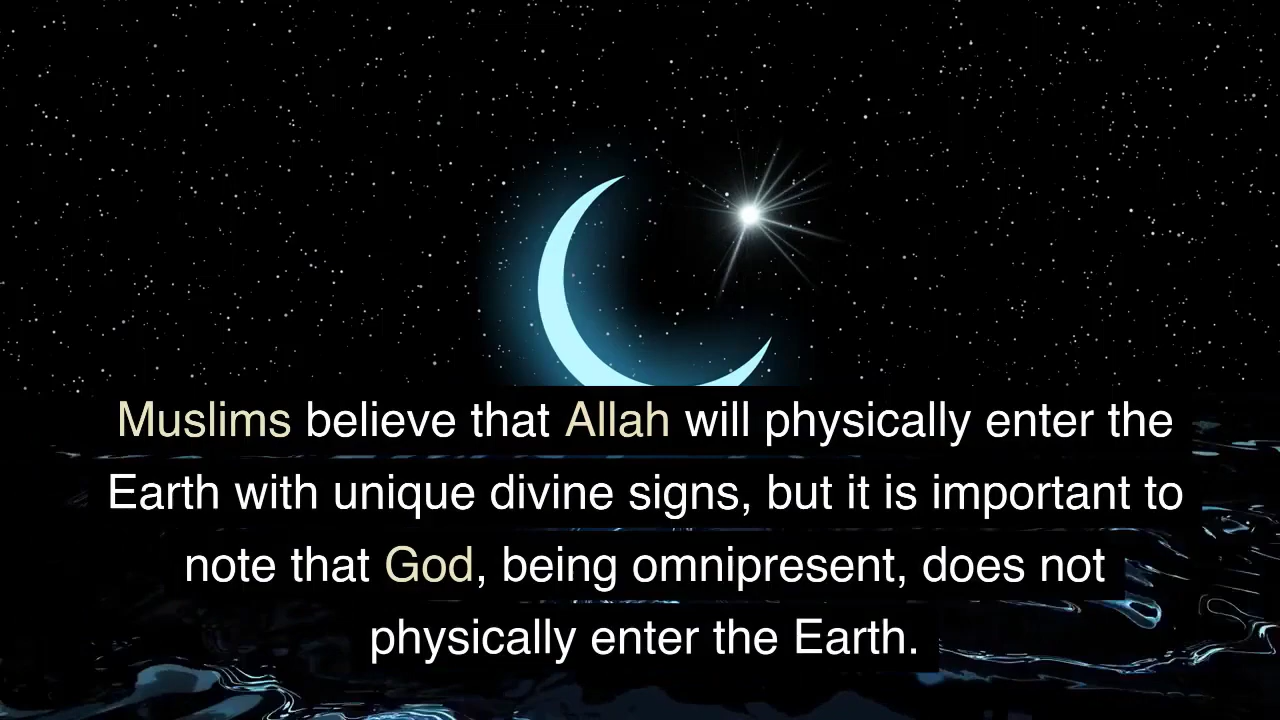 Muslims believe that Allah will physically enter the
Earth with unique divine signs, but it is important to
note that God, being omnipresent, does not
physically enter the Earth.